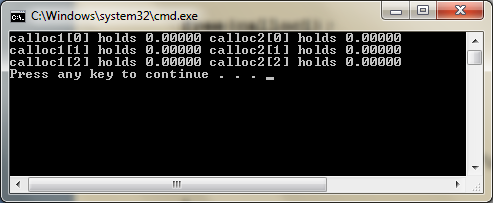 C:\Windows\system32\cmd.exe
calloc1[0] holds 0.00000 calloc2[0] holds 0.00000
calloc1[1] holds 0.00000 calloc2[1] holds 0.00000
calloc1[2] holds 0.00000 calloc2[2] holds 0.00000
Press any key to continue . . .